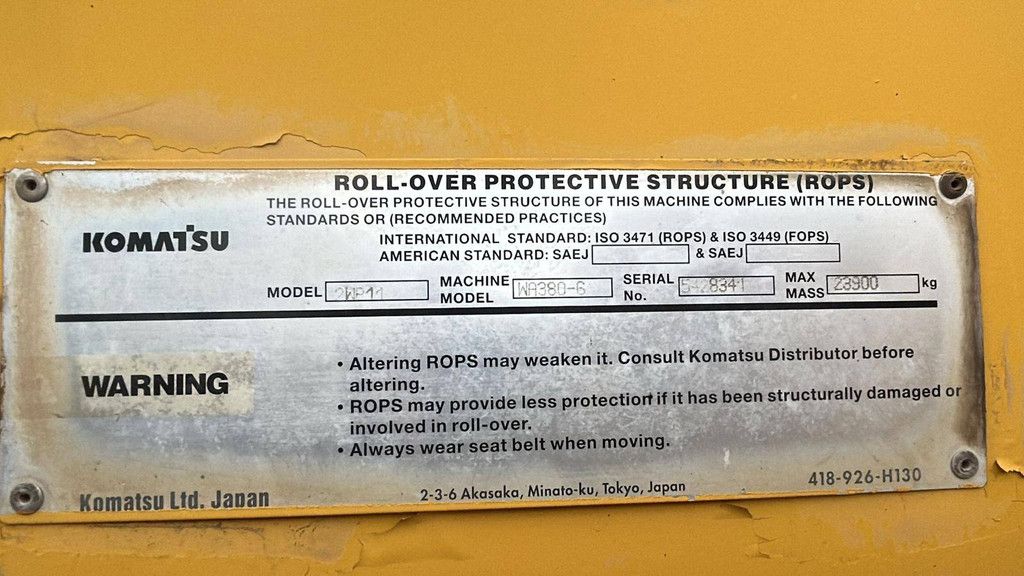 ROLL-OVER PROTECTIVE STRUCTURE (ROPS)
THE ROLL-OVER PROTECTIVE STRUCTURE OF THIS MACHINE COMPLIES WITH THE FOLLOWING
STANDARDS OR (RECOMMENDED PRACTICES)
KOMATSU
INTERNATIONAL STANDARD: ISO 3471 (ROPS) & ISO 3449 (FOPS)
AMERICAN STANDARD: SAEJ & SAEJ
MODEL MACHINE MODEL WA380-6 SERIAL No. MAX MASS 23900 kg
WARNING
• Altering ROPS may weaken it. Consult Komatsu Distributor before
altering.
• ROPS may provide less protection if it has been structurally damaged or
involved in roll-over.
• Always wear seat belt when moving.
Komatsu Ltd. Japan
2-3-6 Akasaka, Minato-ku, Tokyo, Japan
418-926-H130